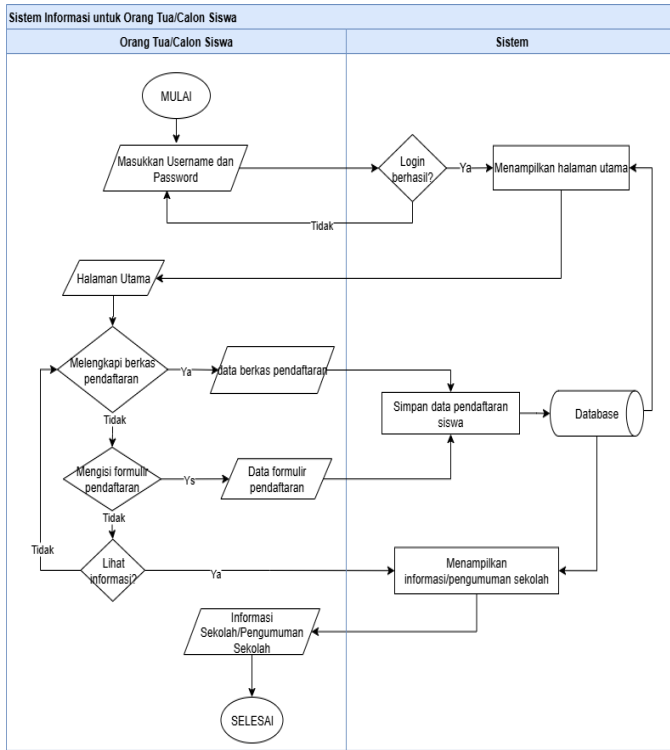 Sistem Informasi untuk Orang Tua/Calon Siswa
Orang Tua/Calon Siswa
Sistem
MULAI
Masukkan Username dan
Password
Login
berhasil?
Ya
Menampilkan halaman utama
Tidak
Halaman Utama
Melengkapi berkas
pendaftaran
Ya
data berkas pendaftaran
Simpan data pendaftaran
siswa
Database
Tidak
Mengisi formulir
pendaftaran
Ys
Data formulir
pendaftaran
Tidak
Tidak
Lihat
informasi?
Ya
Menampilkan
informasi/pengumuman sekolah
Informasi
Sekolah/Pengumuman
Sekolah
SELESAI